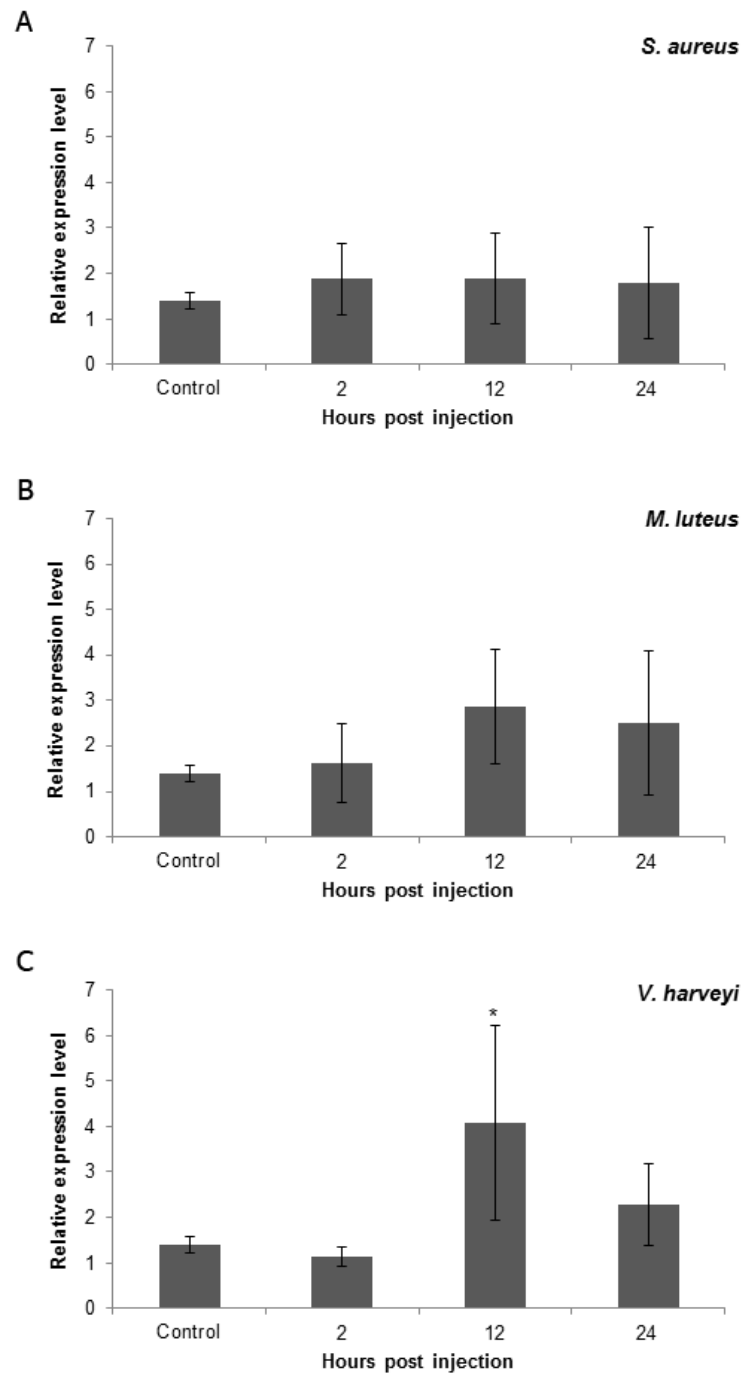 A
S. aureus
Relative expression level
7
6
5
4
3
2
1
0
Control 2 12 24
Hours post injection
B
M. luteus
Relative expression level
7
6
5
4
3
2
1
0
Control 2 12 24
Hours post injection
C
V. harveyi
Relative expression level
7
6
5
4
3
2
1
0
*
Control 2 12 24
Hours post injection